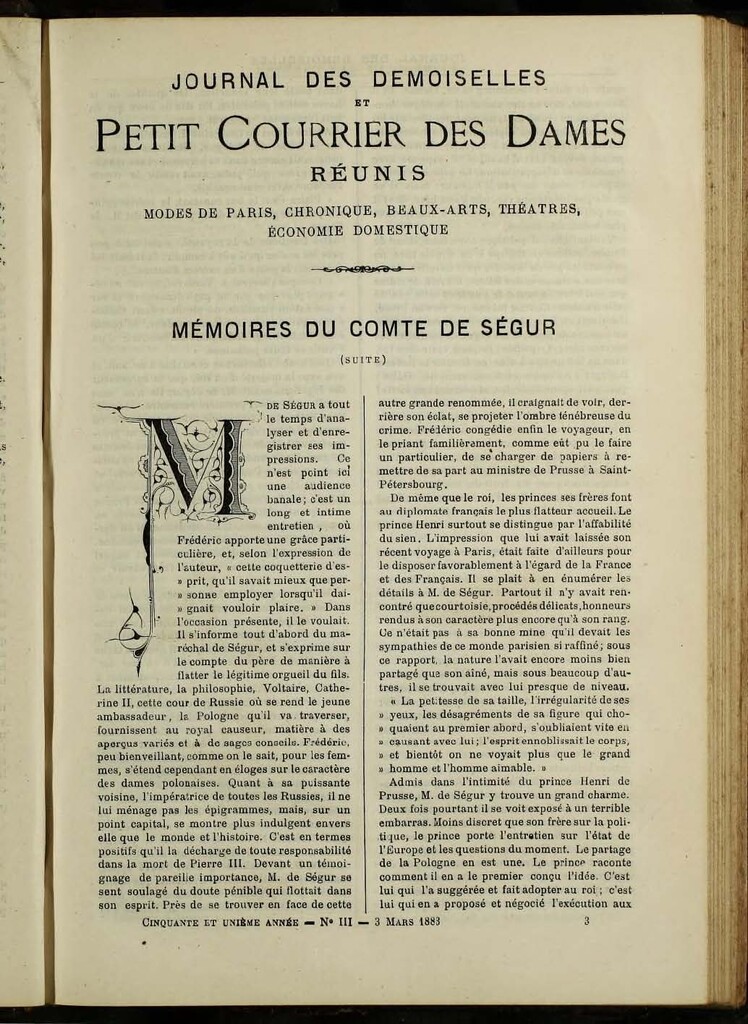 JOURNAL DES DEMOISELLES
ET
PETIT COURRIER DES DAMES
RÉUNIS
MODES DE PARIS, CHRONIQUE, BEAUX-ARTS, THÉATRES,
ÉCONOMIE DOMESTIQUE
MÉMOIRES DU COMTE DE SÉGUR
(SUITE)
M DE SÉGUR a tout
le temps d'ana-
lyser et d'enre-
gistrer ses im-
pressions. Ce
n'est point ici
une audience
banale; c'est un
long et intime
entretien, où
Frédéric apporte une grâce parti-
culière, et, selon l'expression de
l'auteur, « cette coquetterie d'es-
» prit, qu'il savait mieux que per-
» sonne employer lorsqu'il dai-
» gnait vouloir plaire. » Dans
l'occasion présente, il le voulait.
Il s'informe tout d'abord du ma-
réchal de Ségur, et s'exprime sur
le compte du père de manière à
flatter le légitime orgueil du fils.
La littérature, la philosophie, Voltaire, Cathe-
rine II, cette cour de Russie où se rend le jeune
ambassadeur, la Pologne qu'il va traverser,
fournissent au royal causeur, matière à des
aperçus variés et à de sages conseils. Frédéric,
peu bienveillant, comme on le sait, pour les fem-
mes, s'étend cependant en éloges sur le caractère
des dames polonaises. Quant à sa puissante
voisine, l'impératrice de toutes les Russies, il ne
lui ménage pas les épigrammes, mais, sur un
point capital, se montre plus indulgent envers
elle que le monde et l'histoire. C'est en termes
positifs qu'il la décharge de toute responsabilité
dans la mort de Pierre III. Devant un témoi-
gnage de pareille importance, M. de Ségur se
sent soulagé du doute pénible qui flottait dans
son esprit. Près de se trouver en face de cette
autre grande renommée, il craignait de voir, der-
rière son éclat, se projeter l'ombre ténébreuse du
crime. Frédéric congédie enfin le voyageur, en
le priant familièrement, comme eût pu le faire
un particulier, de se charger de papiers à re-
mettre de sa part au ministre de Prusse à Saint-
Pétersbourg.
De même que le roi, les princes ses frères font
au diplomate français le plus flatteur accueil. Le
prince Henri surtout se distingue par l'affabilité
du sien. L'impression que lui avait laissée son
récent voyage à Paris, était faite d'ailleurs pour
le disposer favorablement à l'égard de la France
et des Français. Il se plait à en énumérer les
détails à M. de Ségur. Partout il n'y avait ren-
contré que courtoisie, procédés délicats, honneurs
rendus à son caractère plus encore qu'à son rang.
Ce n'était pas à sa bonne mine qu'il devait les
sympathies de ce monde parisien si raffiné; sous
ce rapport, la nature l'avait encore moins bien
partagé que son aîné, mais sous beaucoup d'au-
tres, il se trouvait avec lui presque de niveau.
« La petitesse de sa taille, l'irrégularité de ses
» yeux, les désagréments de sa figure qui cho-
» quaient au premier abord, s'oubliaient vite en
» causant avec lui; l'esprit ennoblissait le corps,
» et bientôt on ne voyait plus que le grand
» homme et l'homme aimable. »
Admis dans l'intimité du prince Henri de
Prusse, M. de Ségur y trouve un grand charme.
Deux fois pourtant il se voit exposé à un terrible
embarras. Moins discret que son frère sur la poli-
tique, le prince porte l'entretien sur l'état de
l'Europe et les questions du moment. Le partage
de la Pologne en est une. Le prince raconte
comment il en a le premier conçu l'idée. C'est
lui qui l'a suggérée et fait adopter au roi; c'est
lui qui en a proposé et négocié l'exécution aux
CINQUANTE ET UNIÈME ANNÉE — N° III — 3 MARS 1883 3